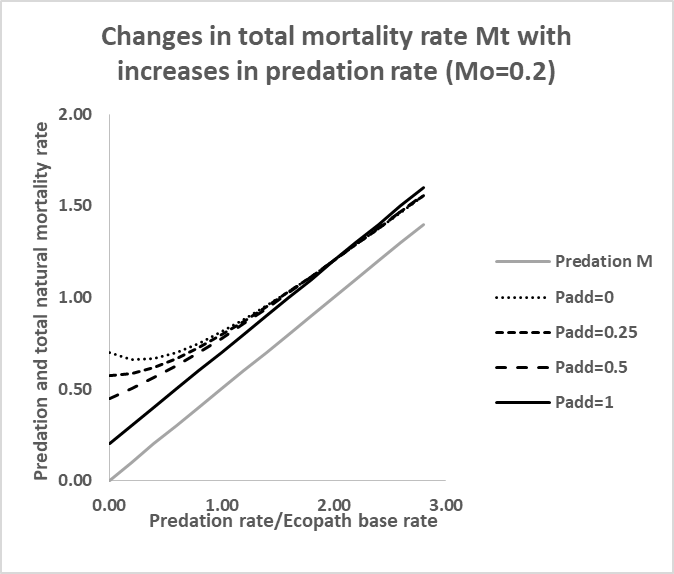 Changes in total mortality rate Mt with
increases in predation rate (Mo=0.2)
Predation and total natural mortality rate
2.00
1.50
1.00
0.50
0.00
0.00 1.00 2.00 3.00
Predation rate/Ecopath base rate
Predation M
Padd=0
Padd=0.25
Padd=0.5
Padd=1